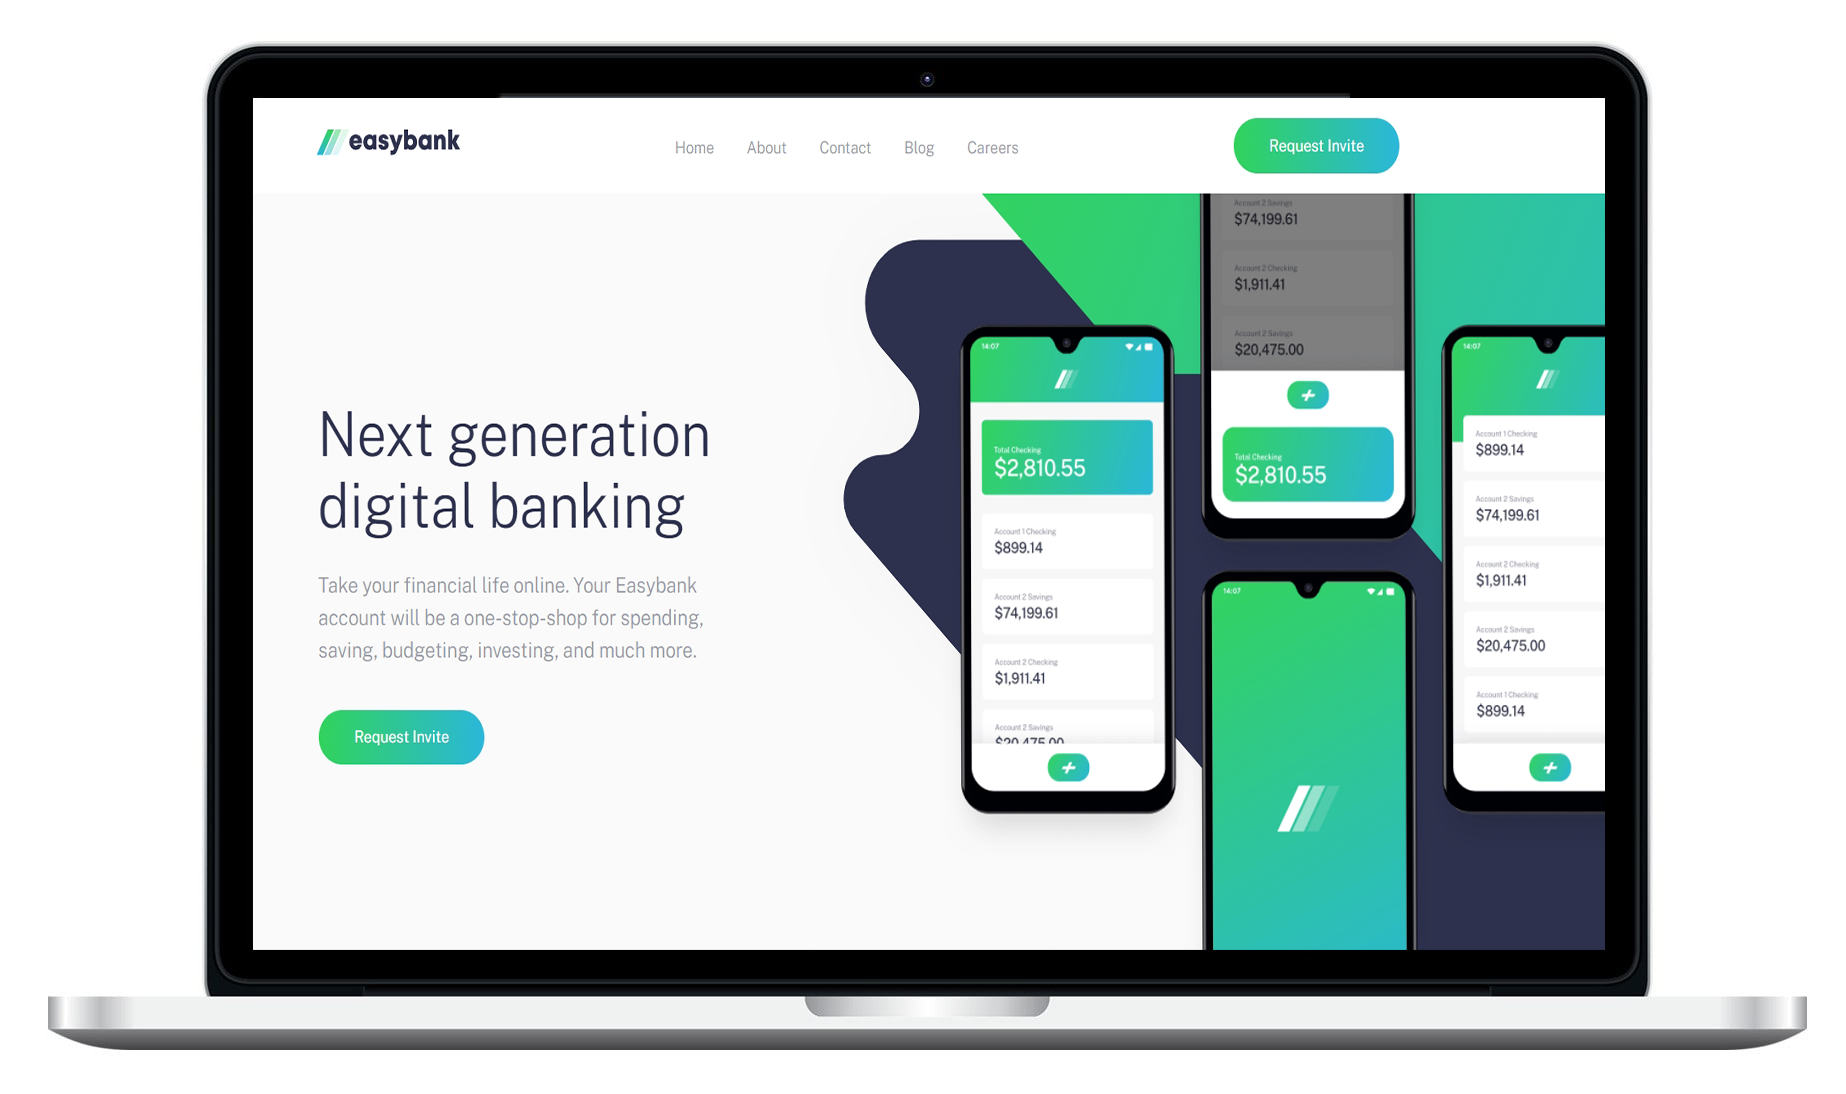 easybank
Home
About
Contact
Blog
Careers
Request Invite
Next generation
digital banking
Take your financial life online. Your Easybank
account will be a one-stop-shop for spending,
saving, budgeting, investing, and much more.
Request Invite
14:07
Total Checking
$2,810.55
Account 1 Checking
$899.14
Account 2 Savings
$74,199.61
Account 2 Checking
$1,911.41
Account 2 Savings
$20,475.00
Account 2 Savings
$74,199.61
Account 2 Checking
$1,911.41
Account 2 Savings
$20,475.00
Total Checking
$2,810.55
14:07
14:07
Account 1 Checking
$899.14
Account 2 Savings
$74,199.61
Account 2 Checking
$1,911.41
Account 2 Savings
$20,475.00
Account 1 Checking
$899.14